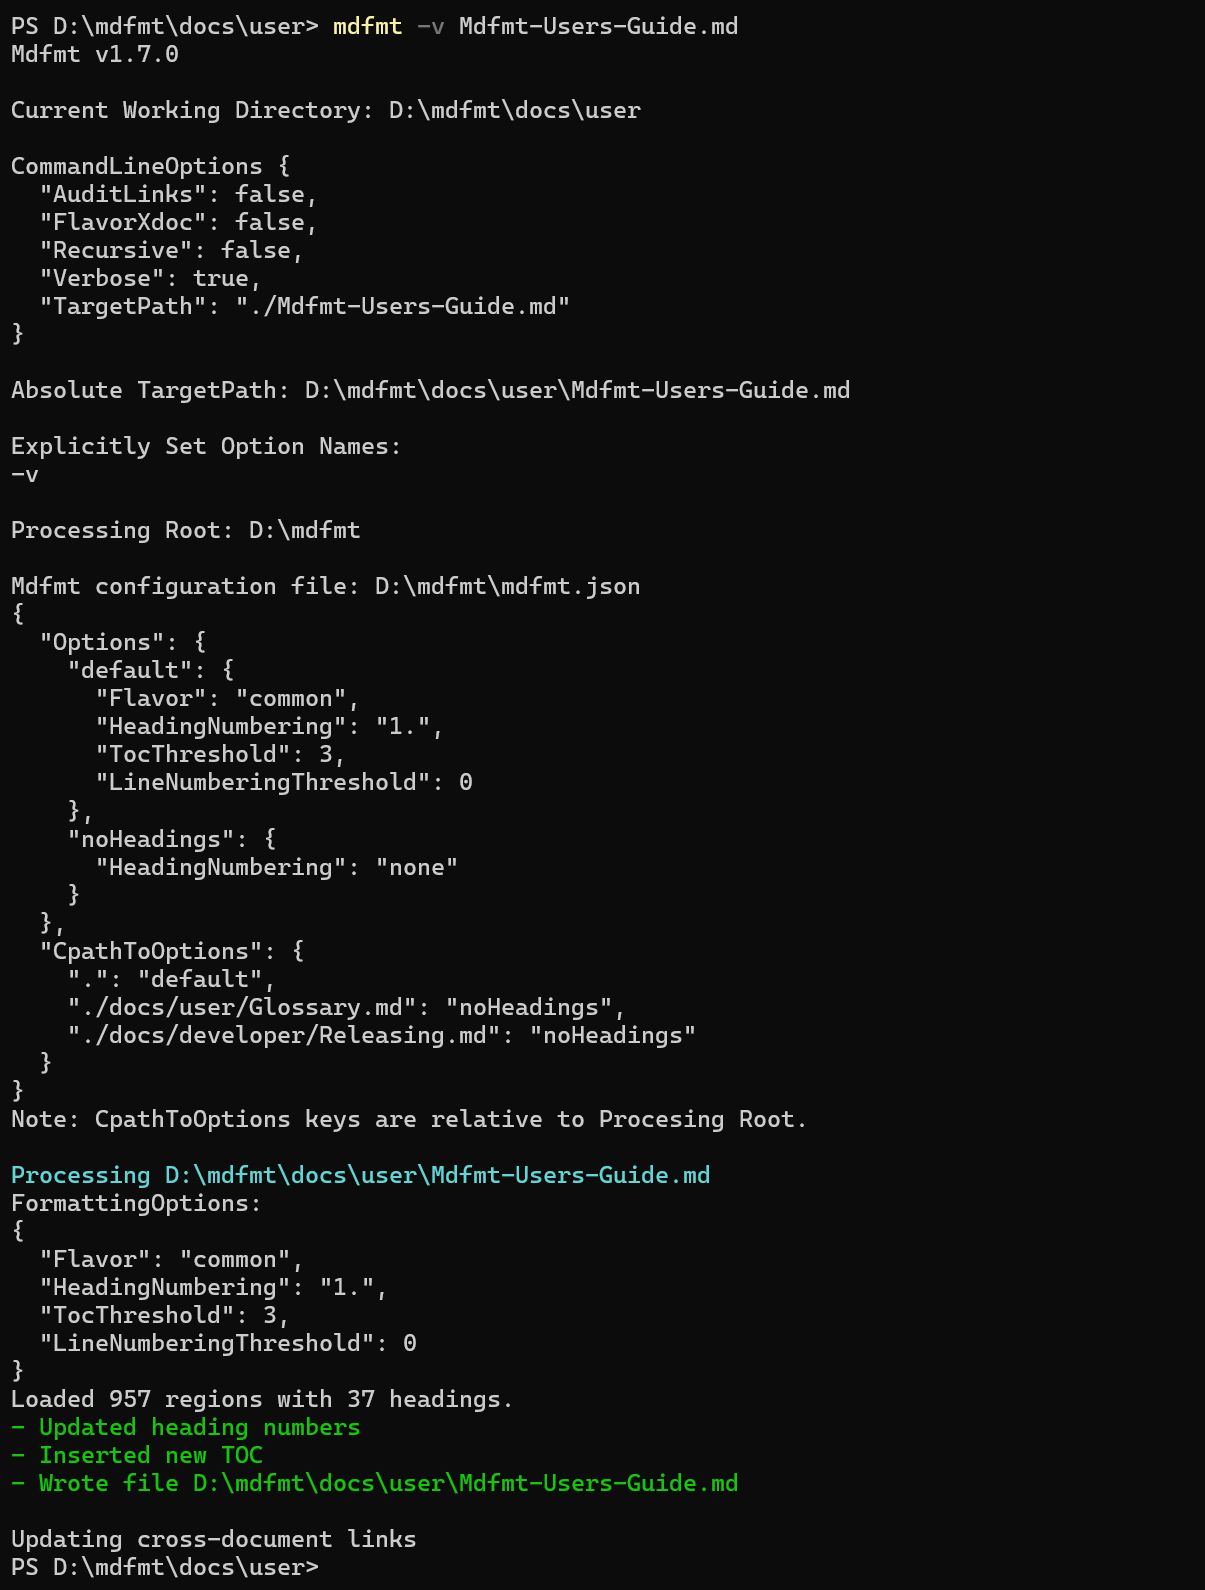 PS D:\mdfmt\docs\user> mdfmt -v Mdfmt-Users-Guide.md
Mdfmt v1.7.0

Current Working Directory: D:\mdfmt\docs\user

CommandLineOptions {
  "AuditLinks": false,
  "FlavorXdoc": false,
  "Recursive": false,
  "Verbose": true,
  "TargetPath": "./Mdfmt-Users-Guide.md"
}

Absolute TargetPath: D:\mdfmt\docs\user\Mdfmt-Users-Guide.md

Explicitly Set Option Names:
-v

Processing Root: D:\mdfmt

Mdfmt configuration file: D:\mdfmt\mdfmt.json
{
  "Options": {
    "default": {
      "Flavor": "common",
      "HeadingNumbering": "1.",
      "TocThreshold": 3,
      "LineNumberingThreshold": 0
    },
    "noHeadings": {
      "HeadingNumbering": "none"
    }
  },
  "CpathToOptions": {
    ".": "default",
    "./docs/user/Glossary.md": "noHeadings",
    "./docs/developer/Releasing.md": "noHeadings"
  }
}
Note: CpathToOptions keys are relative to Procesing Root.

Processing D:\mdfmt\docs\user\Mdfmt-Users-Guide.md
FormattingOptions:
{
  "Flavor": "common",
  "HeadingNumbering": "1.",
  "TocThreshold": 3,
  "LineNumberingThreshold": 0
}
Loaded 957 regions with 37 headings.
- Updated heading numbers
- Inserted new TOC
- Wrote file D:\mdfmt\docs\user\Mdfmt-Users-Guide.md

Updating cross-document links
PS D:\mdfmt\docs\user>